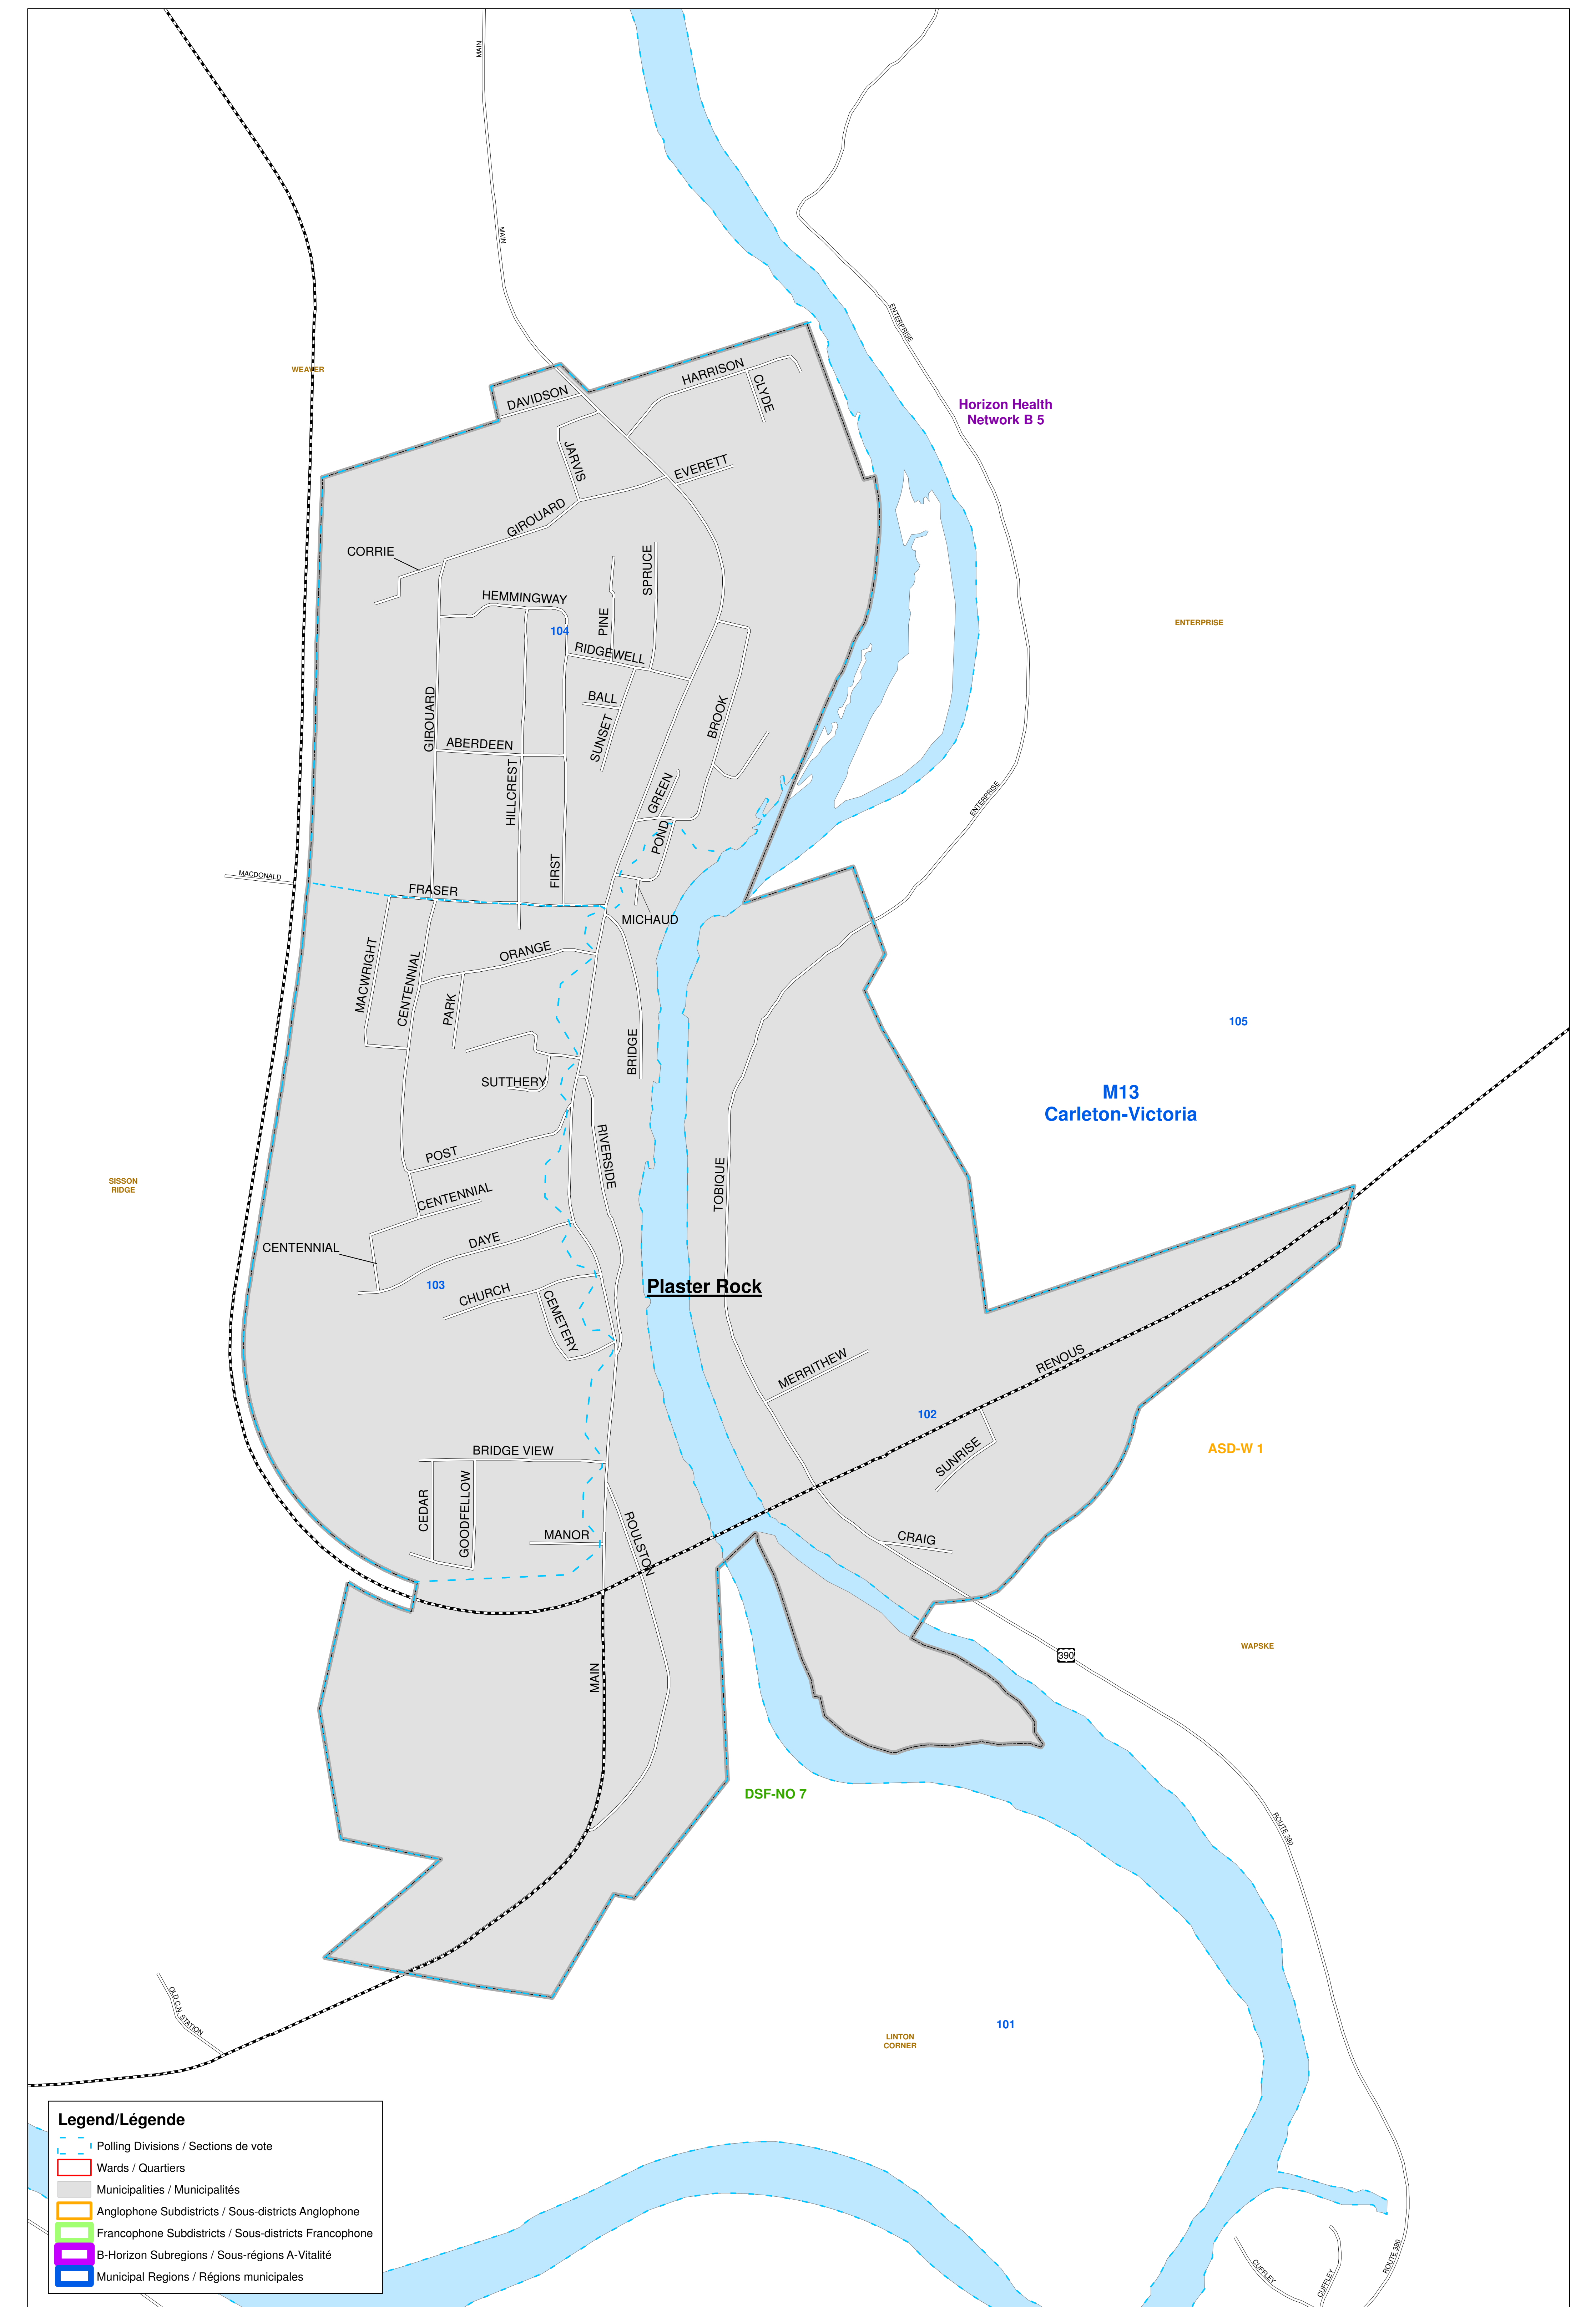 MAIN
MAIN
ENTERPRISE
WEAVER
HARRISON
CLYDE
DAVIDSON
Horizon Health
Network B 5
JARVIS
EVERETT
GIROUARD
CORRIE
SPRUCE
HEMMINGWAY
PINE
ENTERPRISE
104
RIDGEWELL
BALL
GIROUARD
SUNSET
BROOK
ABERDEEN
HILLCREST
GREEN
ENTERPRISE
POND
FIRST
MACDONALD
FRASER
MICHAUD
ORANGE
MACWRIGHT
CENTENNIAL
PARK
105
BRIDGE
SUTTHERY
M13
Carleton-Victoria
POST
RIVERSIDE
TOBIQUE
SISSON
RIDGE
CENTENNIAL
DAYE
CENTENNIAL
103
Plaster Rock
CHURCH
CEMETERY
MERRITHEW
RENOUS
102
BRIDGE VIEW
ASD-W 1
SUNRISE
CEDAR
GOODFELLOW
MANOR
ROULSTON
CRAIG
WAPSKE
390
MAIN
DSF-NO 7
ROUTE 390
OLD C.N. STATION
101
LINTON
CORNER
ROUTE 390
CUFFLEY
CUFFLEY
Legend/Légende
Polling Divisions / Sections de vote
Wards / Quartiers
Municipalities / Municipalités
Anglophone Subdistricts / Sous-districts Anglophone
Francophone Subdistricts / Sous-districts Francophone
B-Horizon Subregions / Sous-régions A-Vitalité
Municipal Regions / Régions municipales